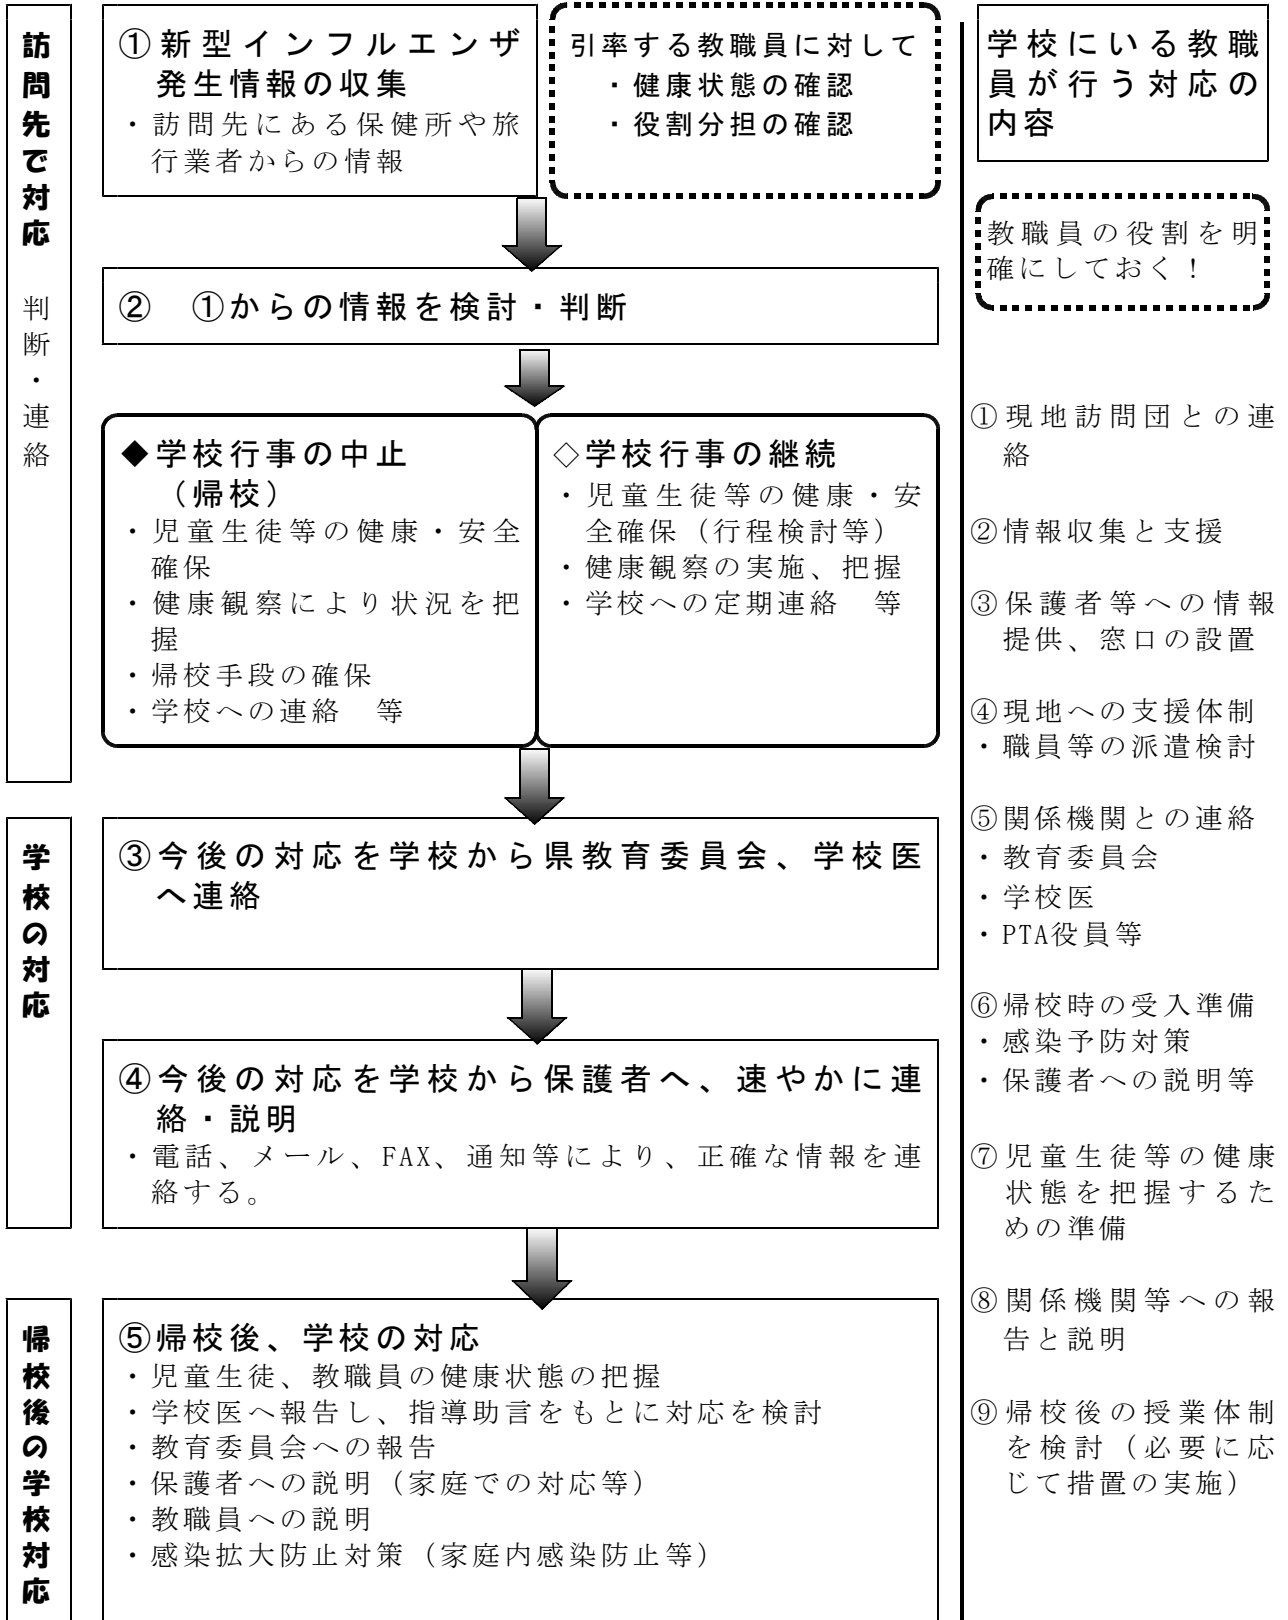 訪問先で対応 判断・連絡
①新型インフルエンザ
発生情報の収集
・訪問先にある保健所や旅
行業者からの情報
引率する教職員に対して
・健康状態の確認
・役割分担の確認
② ①からの情報を検討・判断
◆学校行事の中止
（帰校）
・児童生徒等の健康・安全
確保
・健康観察により状況を把
握
・帰校手段の確保
・学校への連絡 等
◇学校行事の継続
・児童生徒等の健康・安
全確保（行程検討等）
・健康観察の実施、把握
・学校への定期連絡 等
学校の対応
③今後の対応を学校から県教育委員会、学校医
へ連絡
④今後の対応を学校から保護者へ、速やかに連
絡・説明
・電話、メール、FAX、通知等により、正確な情報を連
絡する。
帰校後の学校対応
⑤帰校後、学校の対応
・児童生徒、教職員の健康状態の把握
・学校医へ報告し、指導助言をもとに対応を検討
・教育委員会への報告
・保護者への説明（家庭での対応等）
・教職員への説明
・感染拡大防止対策（家庭内感染防止等）
学校にいる教職
員が行う対応の
内容
教職員の役割を明
確にしておく！
①現地訪問団との連
絡
②情報収集と支援
③保護者等への情報
提供、窓口の設置
④現地への支援体制
・職員等の派遣検討
⑤関係機関との連絡
・教育委員会
・学校医
・PTA役員等
⑥帰校時の受入準備
・感染予防対策
・保護者への説明等
⑦児童生徒等の健康
状態を把握するた
めの準備
⑧関係機関等への報
告と説明
⑨帰校後の授業体制
を検討（必要に応
じて措置の実施）